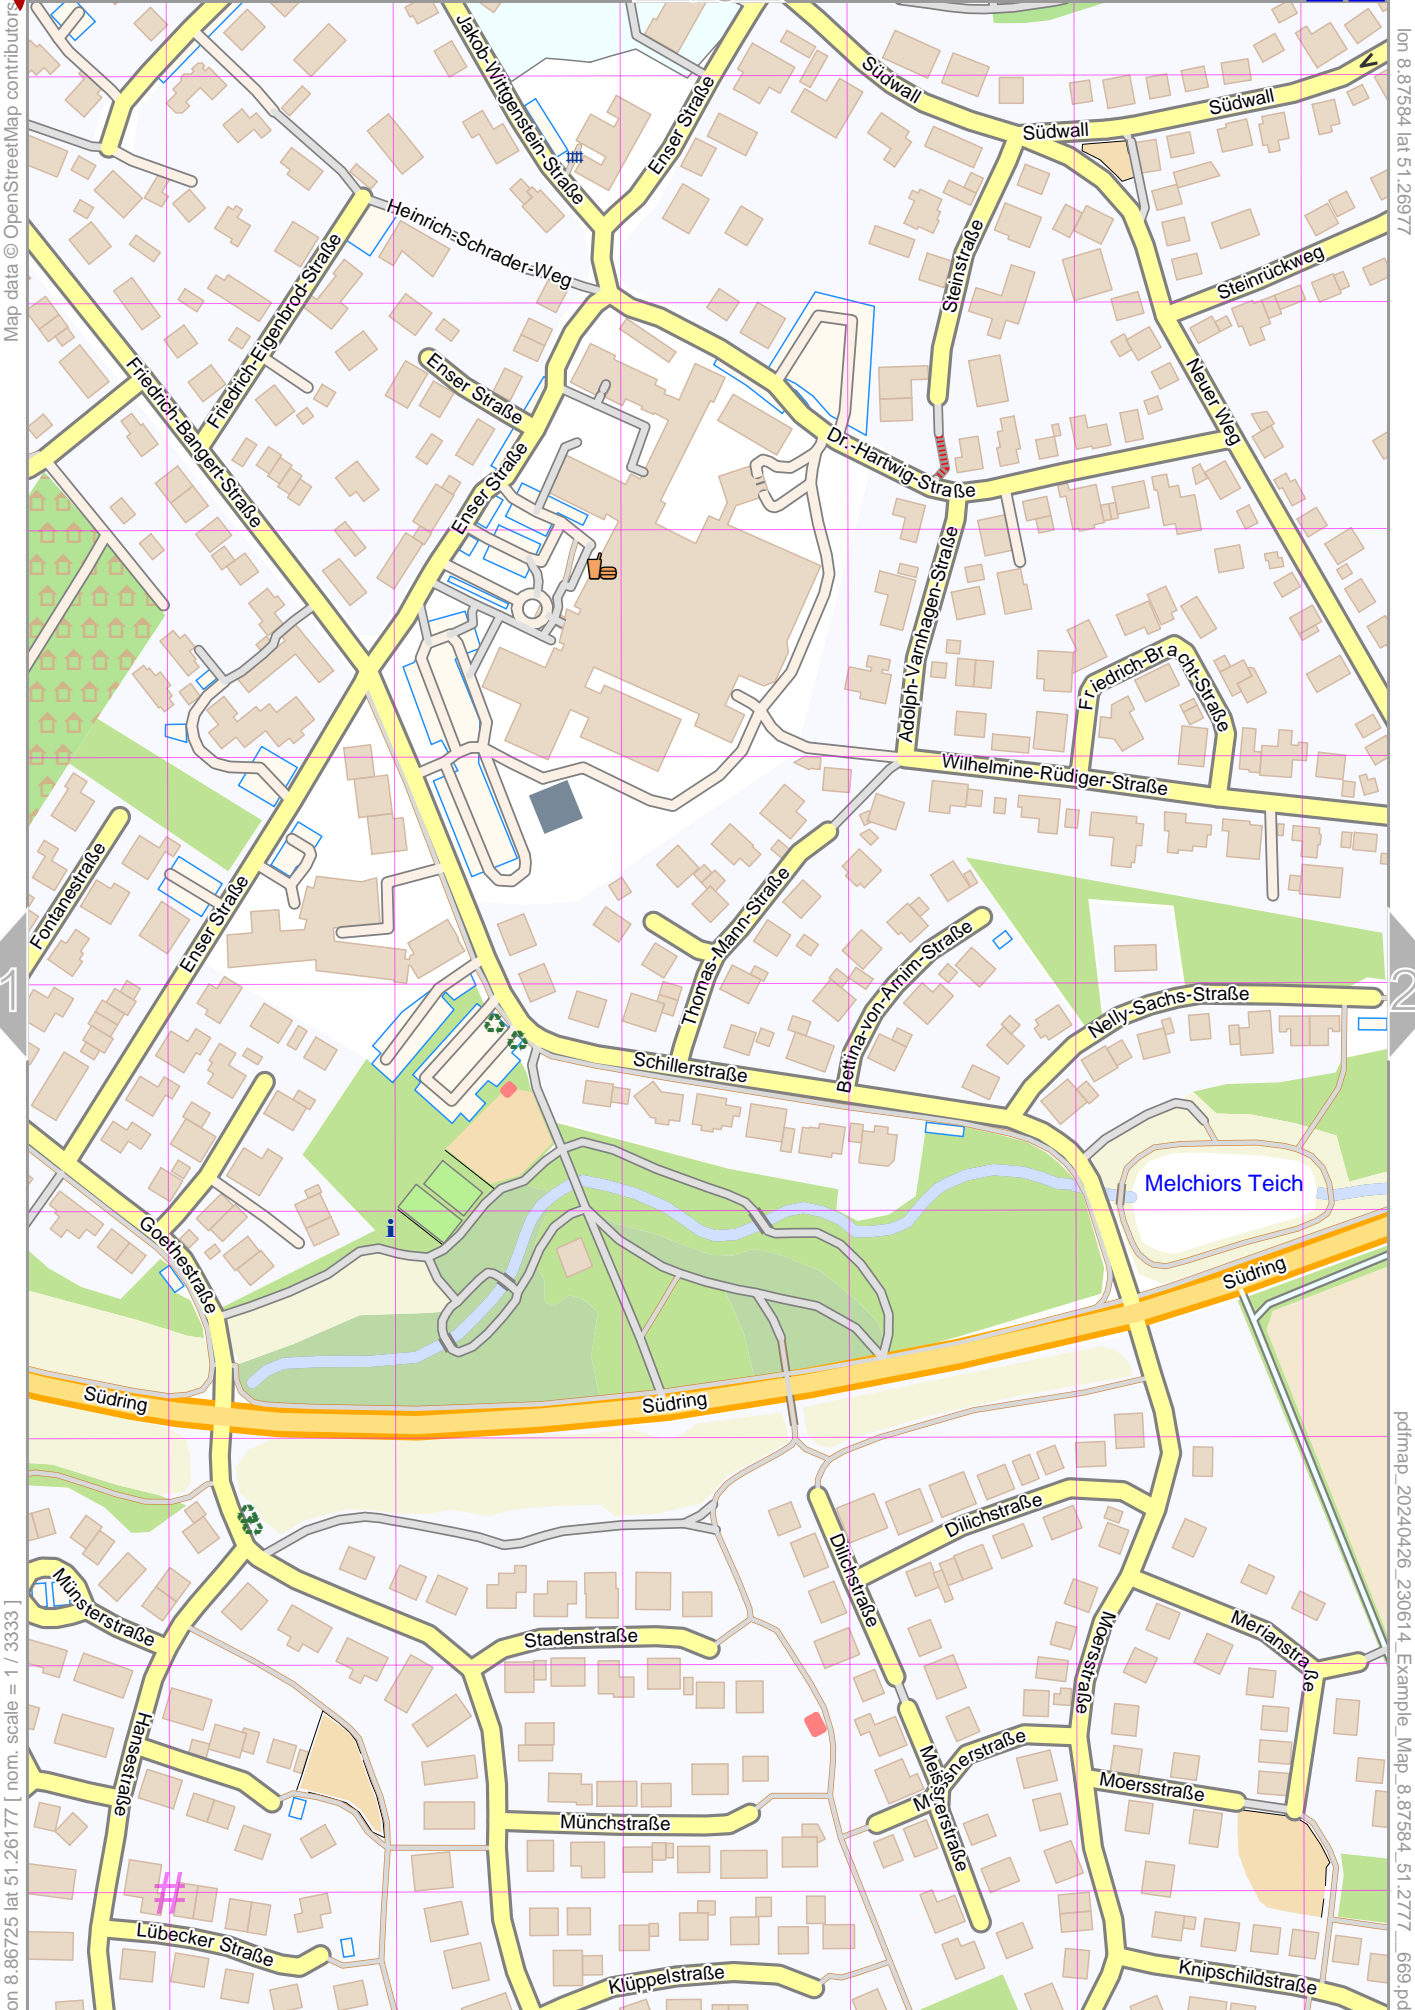 Map data © OpenStreetMap contributors
lon 8.87584 lat 51.26977
Jakob-Wittgenstein-Straße
Enser Straße
Südwall
Südwall
Südwall
<
Heinrich-Schrader-Weg
Steinstraße
Steinrückweg
Friedrich-Eigenbrod-Straße
Enser Straße
Friedrich-Bangert-Straße
Neuer Weg
Dr.-Hartwig-Straße
Enser Straße
Adolph-Varnhagen-Straße
Friedrich-Bracht-Straße
Wilhelmine-Rüdiger-Straße
Fontanestraße
Enser Straße
Thomas-Mann-Straße
Bettina-von-Arnim-Straße
1
2
Nelly-Sachs-Straße
Schillerstraße
Melchiors Teich
i
Goethestraße
Südring
Südring
Südring
Dilichstraße
Dilichstraße
Münsterstraße
Stadenstraße
Moersstraße
Merianstraße
Hansestraße
Meissnerstraße
Meissnerstraße
Moersstraße
Münchstraße
#
Lübecker Straße
Klüppelstraße
Knipschildstraße
on 8.86725 lat 51.26177 [ nom. scale = 1 / 3333 ]
pdfmap_20240426_230614_Example_Map_8.87584_51.2777__669.pd